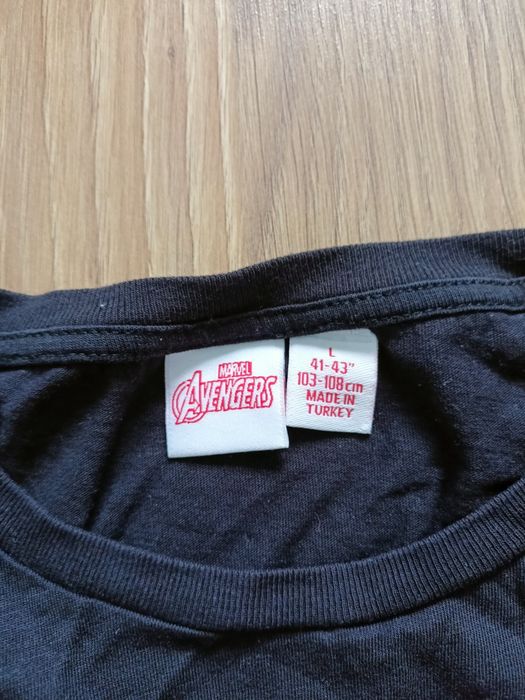 MARVEL
AVENGERS
L
41-43"
103-108cm
MADE IN
TURKEY